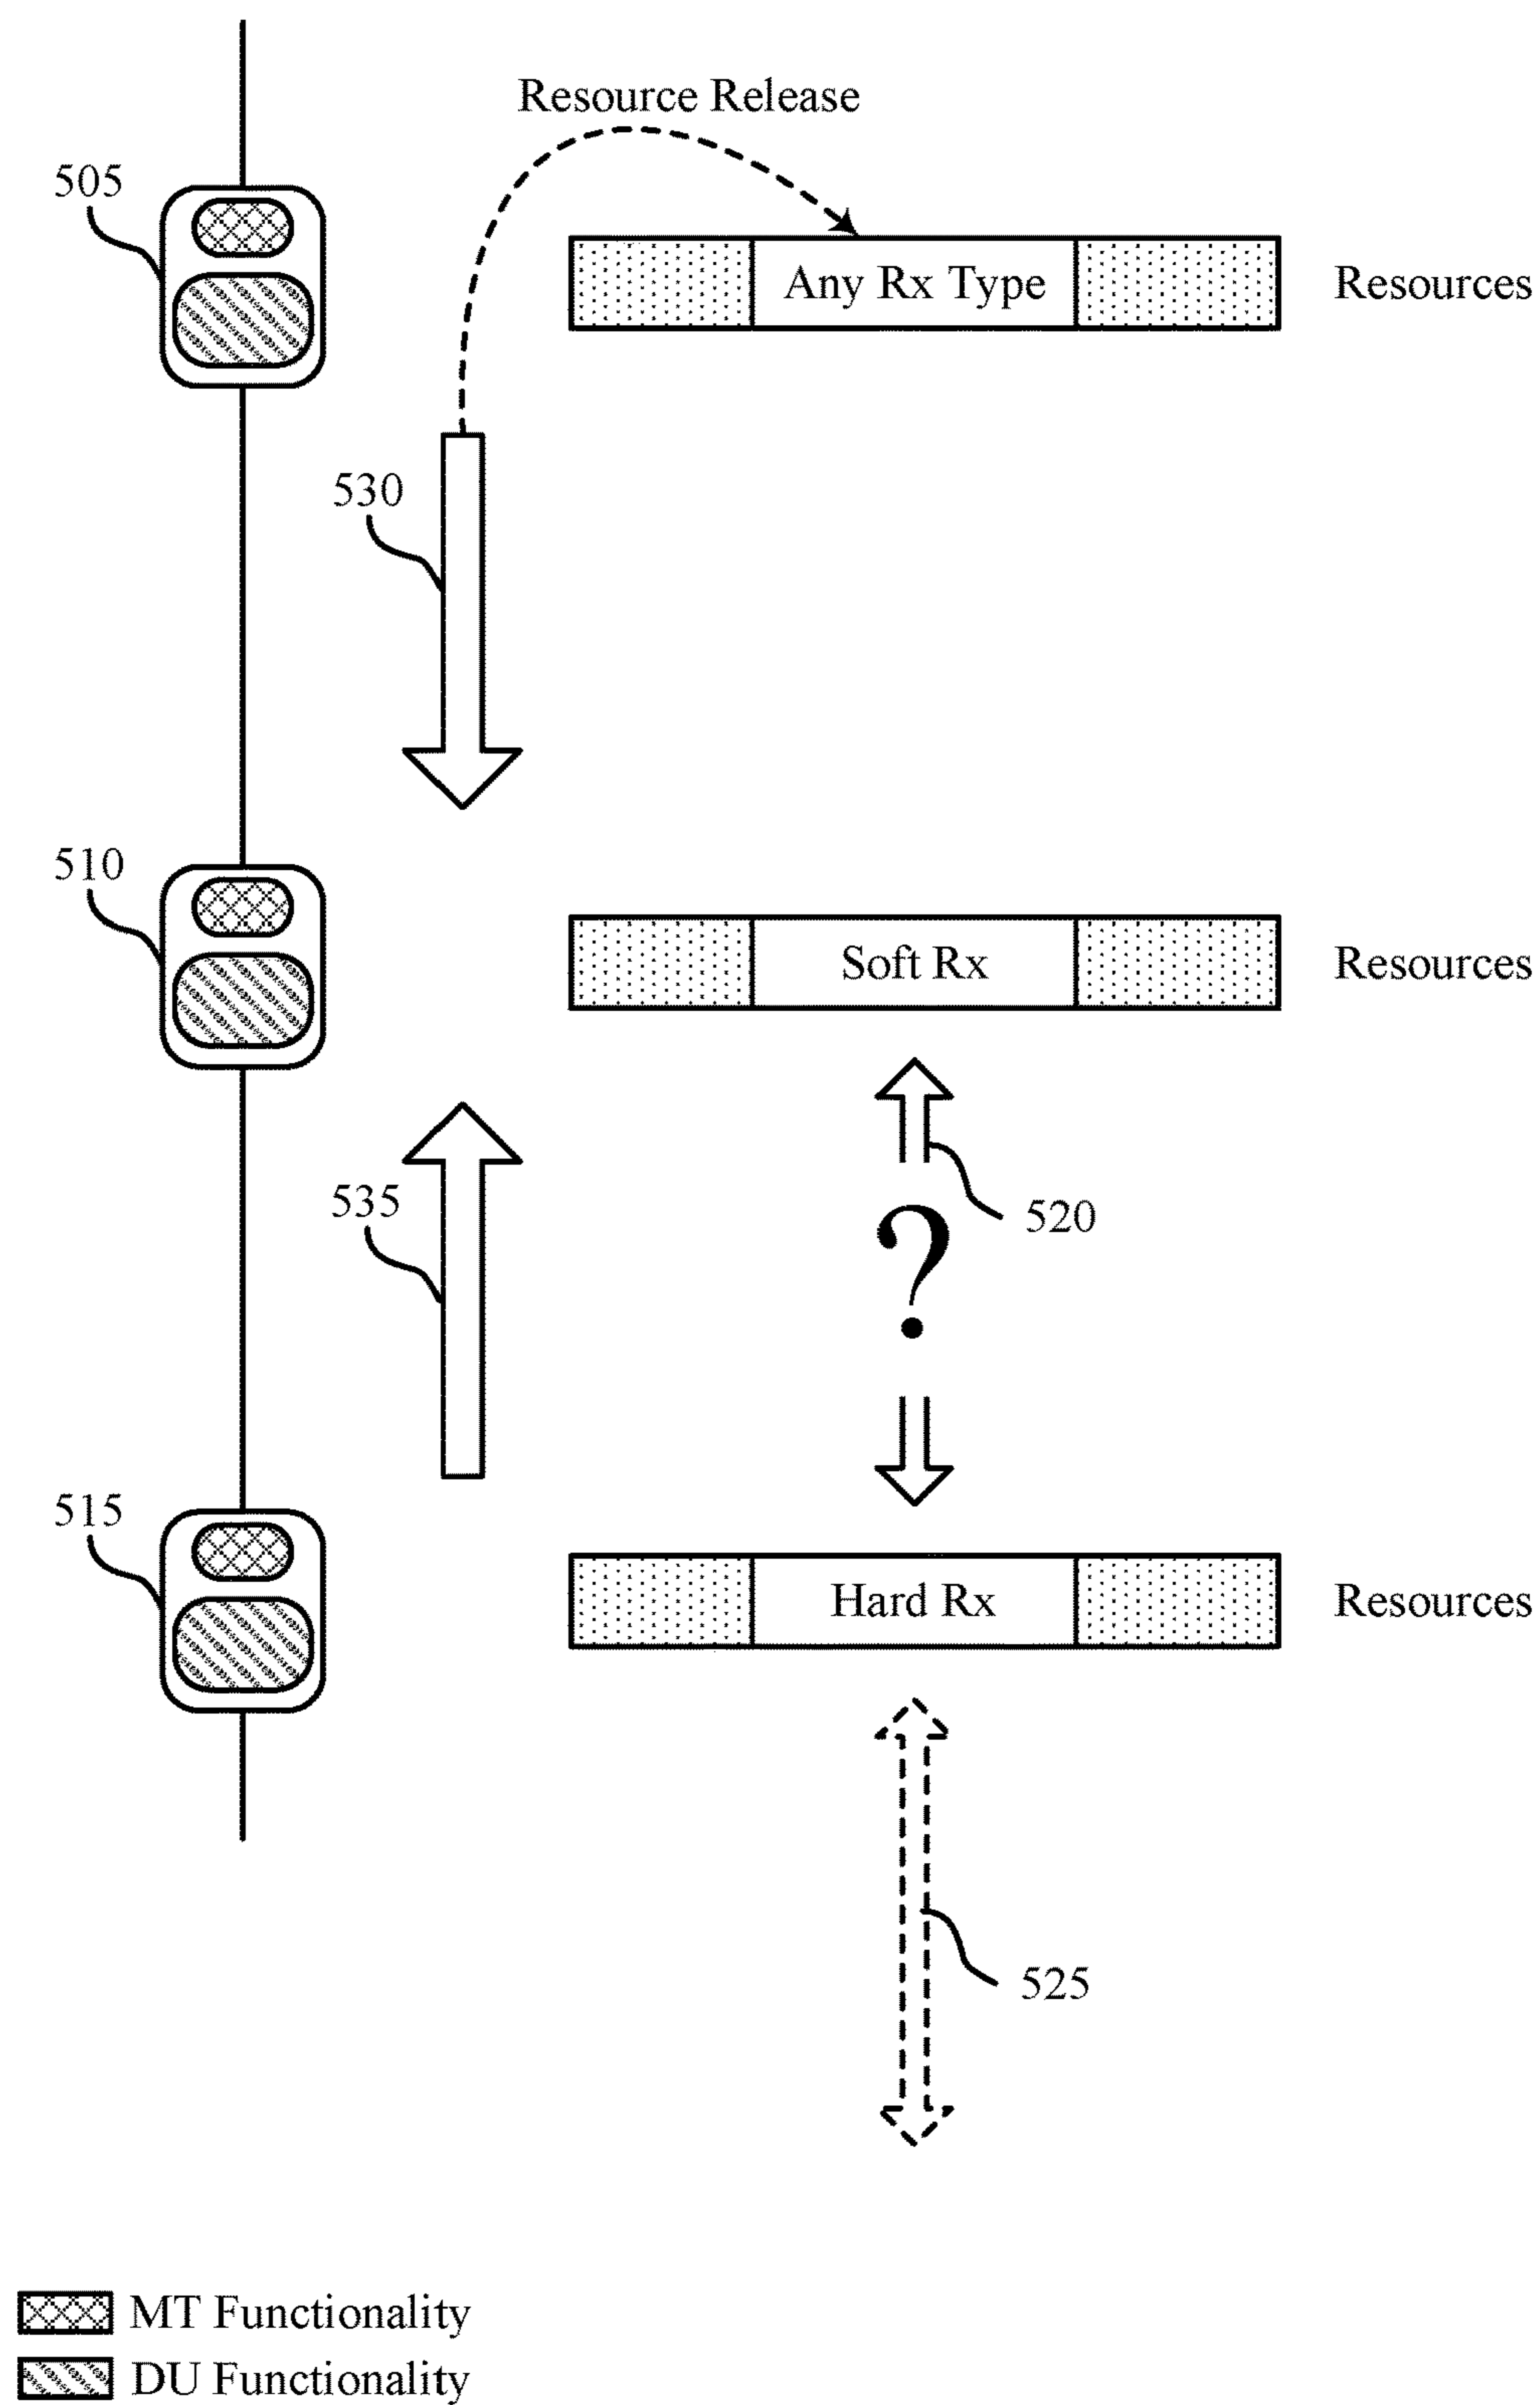 Resource Release
505
Any Rx Type
Resources
530
510
Soft Rx
Resources
535
520
?
515
Hard Rx
Resources
525
MT Functionality
DU Functionality